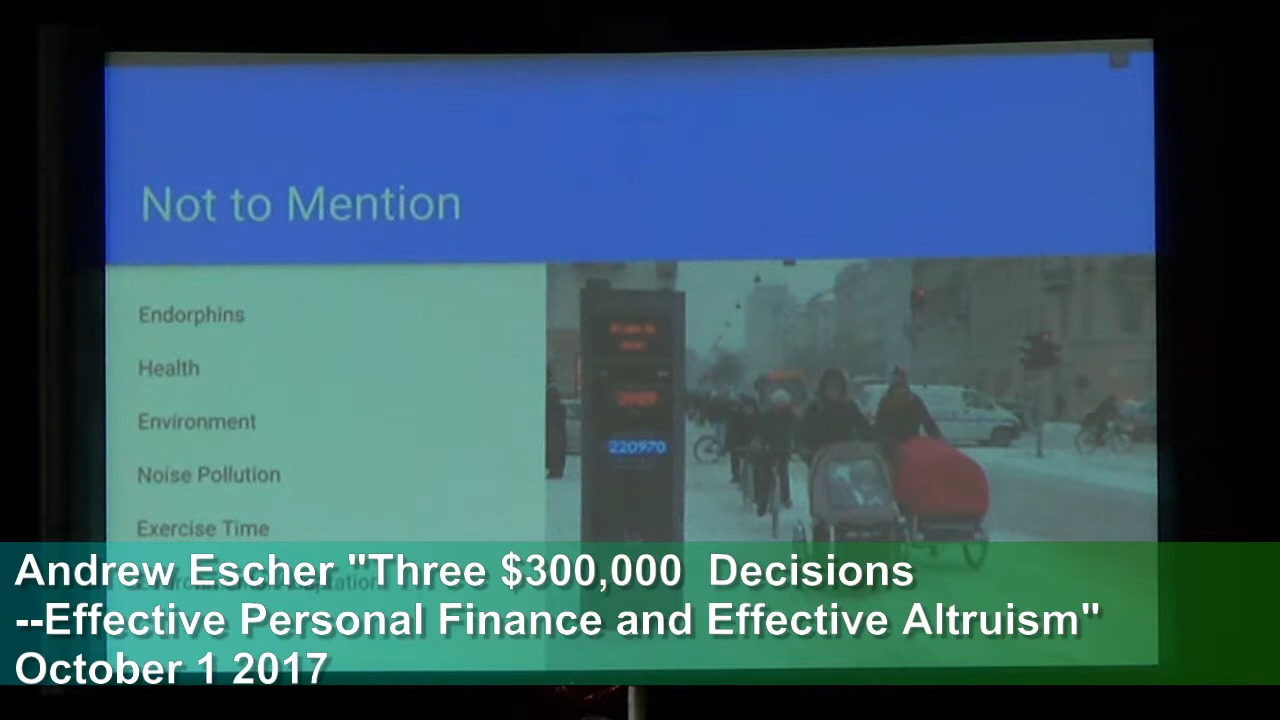 Not to Mention
Endorphins
Health
Environment
Noise Pollution
Exercise Time
220970
Andrew Escher "Three $300,000 Decisions
--Effective Personal Finance and Effective Altruism"
October 1 2017